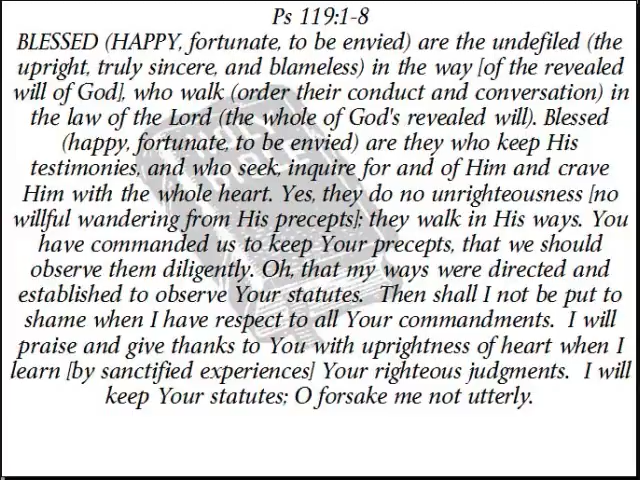 Ps 119:1-8
BLESSED (HAPPY, fortunate, to be envied) are the undefiled (the
upright, truly sincere, and blameless) in the way [of the revealed
will of God], who walk (order their conduct and conversation) in
the law of the Lord (the whole of God's revealed will). Blessed
(happy, fortunate, to be envied) are they who keep His
testimonies, and who seek, inquire for and of Him and crave
Him with the whole heart. Yes, they do no unrighteousness [no
willful wandering from His precepts]; they walk in His ways. You
have commanded us to keep Your precepts, that we should
observe them diligently. Oh, that my ways were directed and
established to observe Your statutes. Then shall I not be put to
shame when I have respect to all Your commandments. I will
praise and give thanks to You with uprightness of heart when I
learn [by sanctified experiences] Your righteous judgments. I will
keep Your statutes; O forsake me not utterly.
HOLY
BIBLE